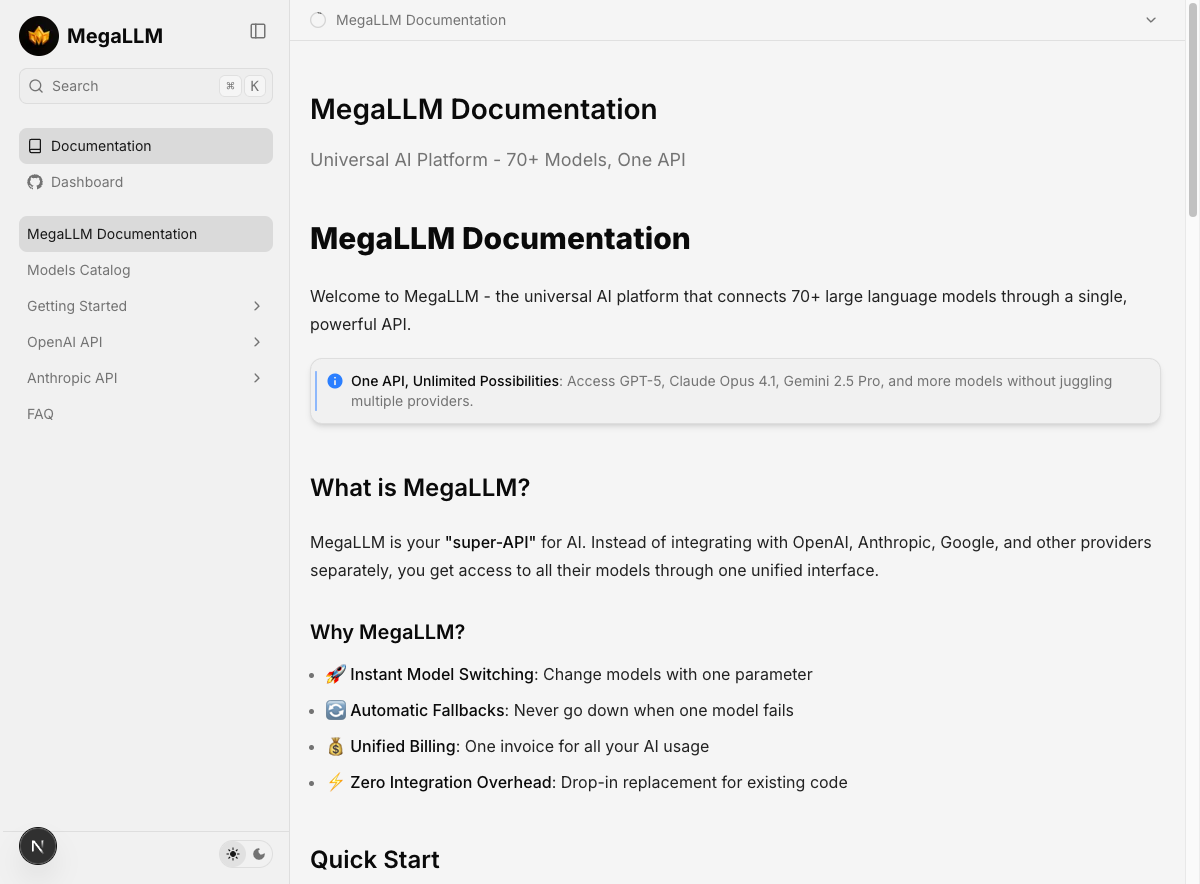 MegaLLM
Search
⌘ K
Documentation
Dashboard
MegaLLM Documentation
Models Catalog
Getting Started
OpenAI API
Anthropic API
FAQ
N
MegaLLM Documentation
MegaLLM Documentation
Universal AI Platform - 70+ Models, One API
MegaLLM Documentation
Welcome to MegaLLM - the universal AI platform that connects 70+ large language models through a single,
powerful API.
One API, Unlimited Possibilities: Access GPT-5, Claude Opus 4.1, Gemini 2.5 Pro, and more models without juggling
multiple providers.
What is MegaLLM?
MegaLLM is your "super-API" for AI. Instead of integrating with OpenAI, Anthropic, Google, and other providers
separately, you get access to all their models through one unified interface.
Why MegaLLM?
• 🚀 Instant Model Switching: Change models with one parameter
• 🔄 Automatic Fallbacks: Never go down when one model fails
• 💰 Unified Billing: One invoice for all your AI usage
• ⚡ Zero Integration Overhead: Drop-in replacement for existing code
Quick Start